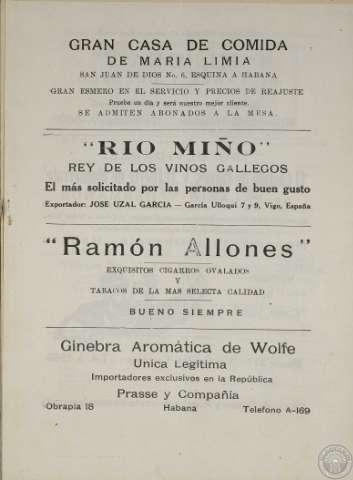 GRAN CASA DE COMIDA
DE MARIA LIMIA
SAN JUAN DE DIOS No. 6, ESQUINA A HABANA
GRAN ESMERO EN EL SERVICIO Y PRECIOS DE REAJUSTE
Pruebe un dia y será nuestro mejor cliente.
SE ADMITEN ABONADOS A LA MESA.
"RIO MIÑO"
REY DE LOS VINOS GALLEGOS
El más solicitado por las personas de buen gusto
Exportador: JOSE UZAL GARCIA — García Ulloqui 7 y 9, Vigo, España
"Ramón Allones"
EXQUISITOS CIGARROS OVALADOS
Y
TABACOS DE LA MAS SELECTA CALIDAD
BUENO SIEMPRE
Ginebra Aromática de Wolfe
Unica Legítima
Importadores exclusivos en la República
Prasse y Compañía
Obrapía 18 Habana Telefono A-169